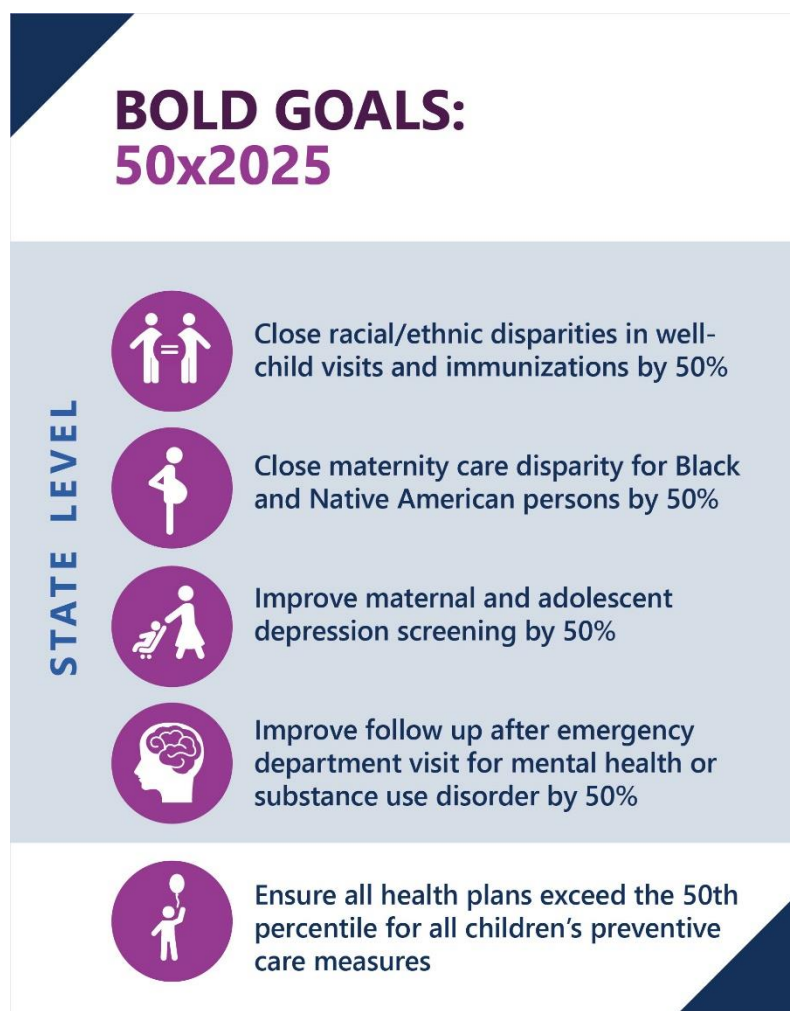 BOLD GOALS:
50x2025
STATE LEVEL
Close racial/ethnic disparities in well-
child visits and immunizations by 50%
Close maternity care disparity for Black
and Native American persons by 50%
Improve maternal and adolescent
depression screening by 50%
Improve follow up after emergency
department visit for mental health or
substance use disorder by 50%
Ensure all health plans exceed the 50th
percentile for all children’s preventive
care measures